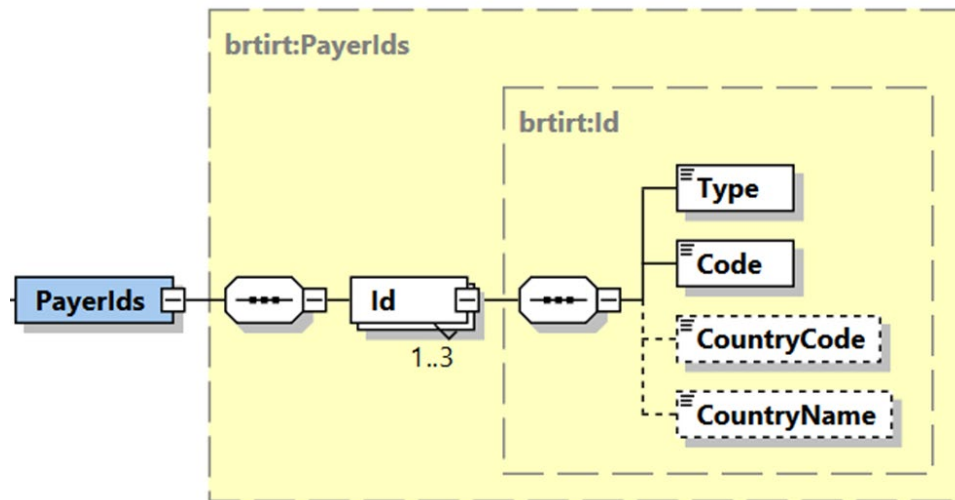 brtirt:PayerIds
brtirt:Id
Type
Code
PayerIds
Id
CountryCode
1..3
CountryName